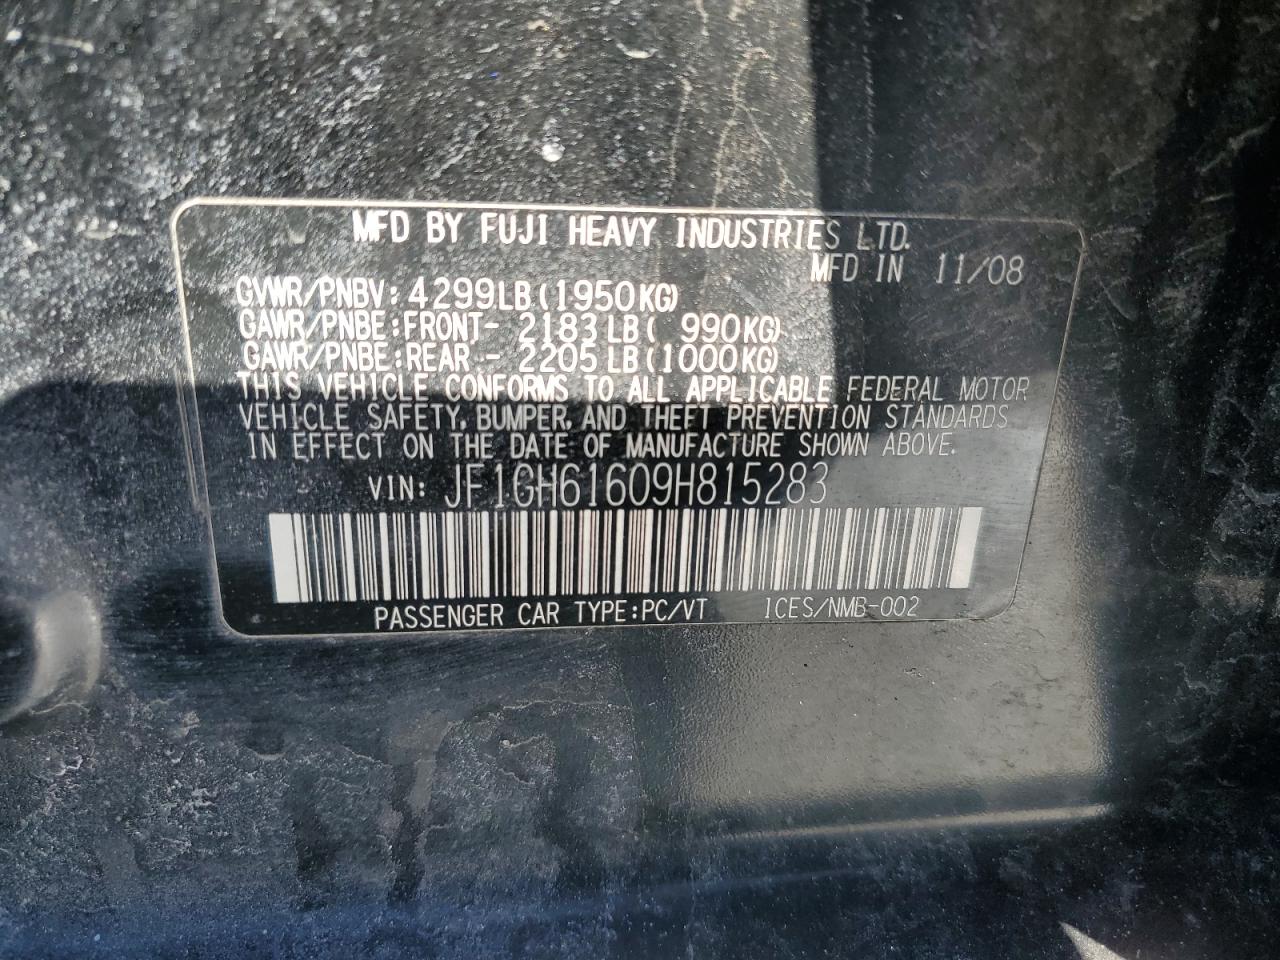 MFD BY FUJI HEAVY INDUSTRIES LTD.
MFD IN 11/08
GVWR/PNBV: 4299LB(1950KG)
GAWR/PNBE:FRONT- 2183LB( 990KG)
GAWR/PNBE:REAR - 2205LB(1000KG)
THIS VEHICLE CONFORMS TO ALL APPLICABLE FEDERAL MOTOR
VEHICLE SAFETY, BUMPER, AND THEFT PREVENTION STANDARDS
IN EFFECT ON THE DATE OF MANUFACTURE SHOWN ABOVE.
VIN: JF1GH61609H815283
PASSENGER CAR TYPE:PC/VT ICES/NMB-002